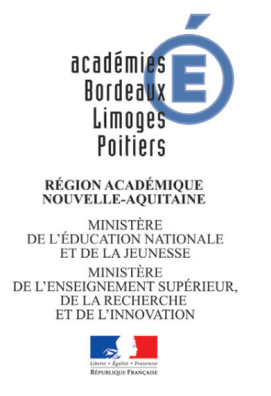 académies
Bordeaux
Limoges
Poitiers
É
RÉGION ACADÉMIQUE
NOUVELLE-AQUITAINE
MINISTÈRE
DE L'ÉDUCATION NATIONALE
ET DE LA JEUNESSE
MINISTÈRE
DE L'ENSEIGNEMENT SUPÉRIEUR,
DE LA RECHERCHE
ET DE L'INNOVATION
Liberté • Égalité • Fraternité
RÉPUBLIQUE FRANÇAISE